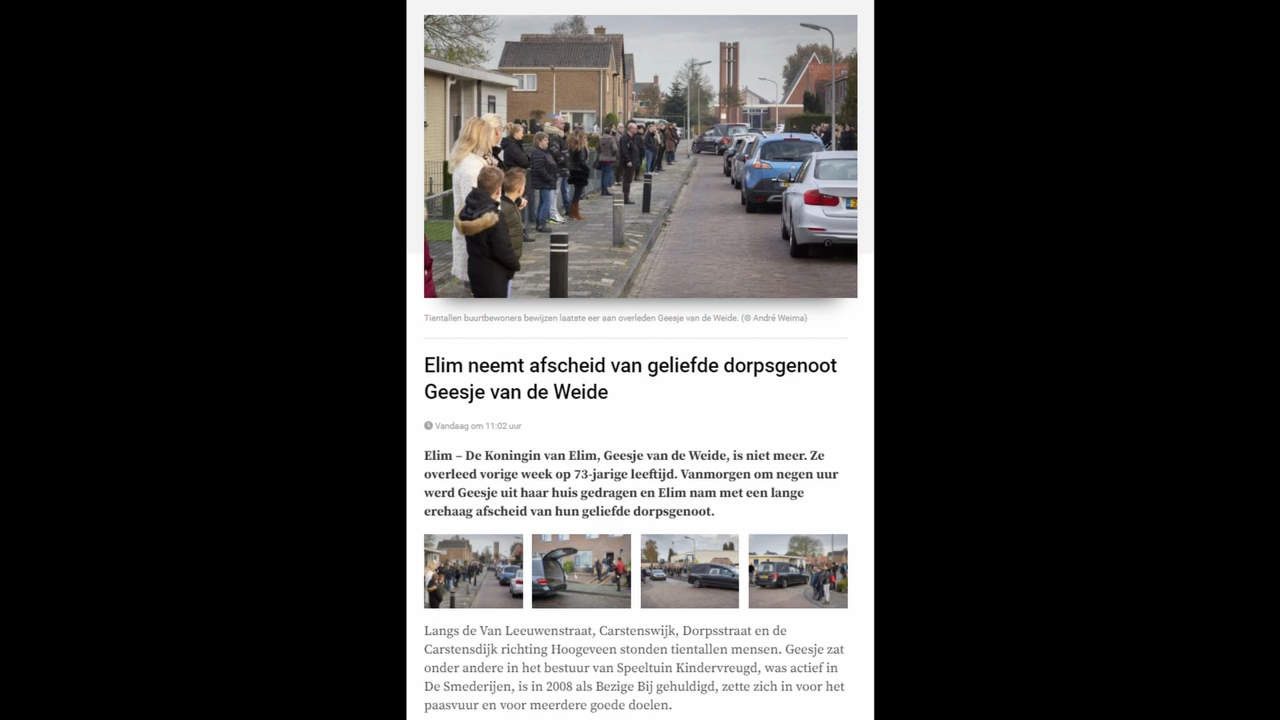 Tientallen buurtbewoners bewijzen laatste eer aan overleden Geesje van de Weide. (© André Weima)
Elim neemt afscheid van geliefde dorpsgenoot
Geesje van de Weide
Vandaag om 11:02 uur
Elim – De Koningin van Elim, Geesje van de Weide, is niet meer. Ze
overleed vorige week op 73-jarige leeftijd. Vanmorgen om negen uur
werd Geesje uit haar huis gedragen en Elim nam met een lange
erehaag afscheid van hun geliefde dorpsgenoot.
Langs de Van Leeuwenstraat, Carstenswijk, Dorpsstraat en de
Carstensdijk richting Hoogeveen stonden tientallen mensen. Geesje zat
onder andere in het bestuur van Speeltuin Kindervreugd, was actief in
De Smederijen, is in 2008 als Bezige Bij gehuldigd, zette zich in voor het
paasvuur en voor meerdere goede doelen.